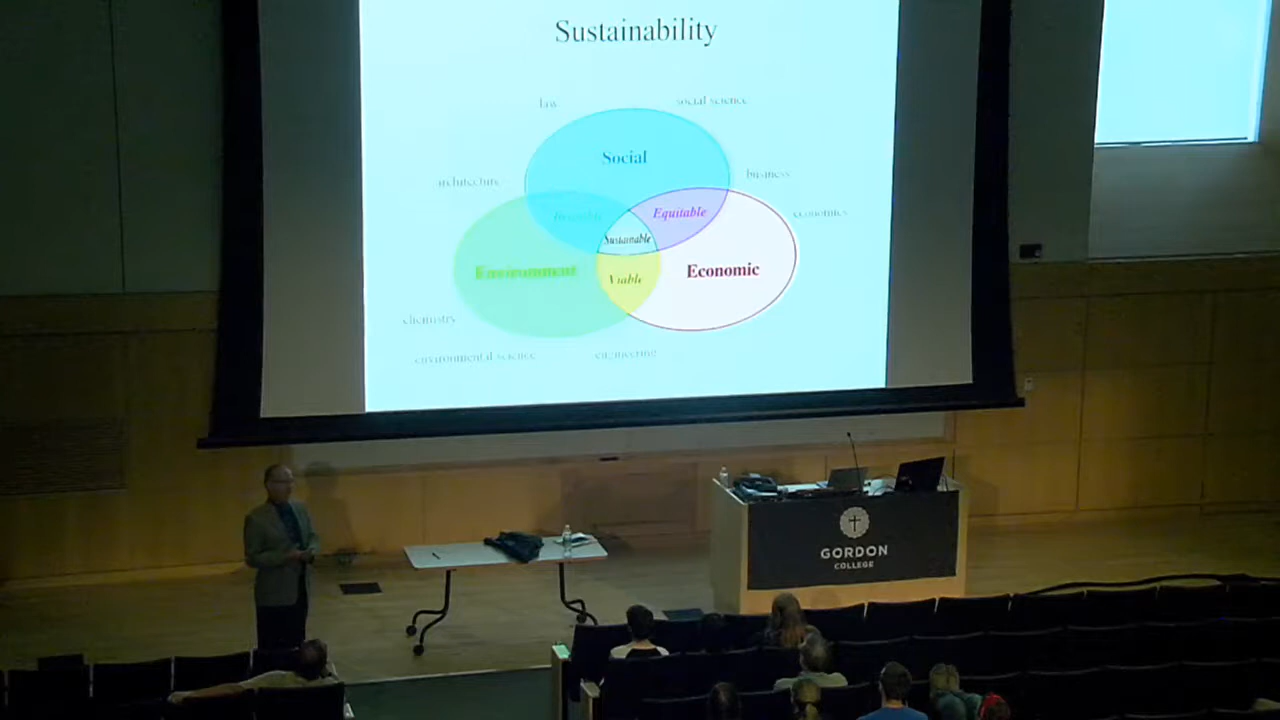 Sustainability
law
social science
Social
architecture
business
Equitable
economics
Sustainable
Environment
Economic
Viable
chemistry
environmental science
engineering
GORDON
COLLEGE